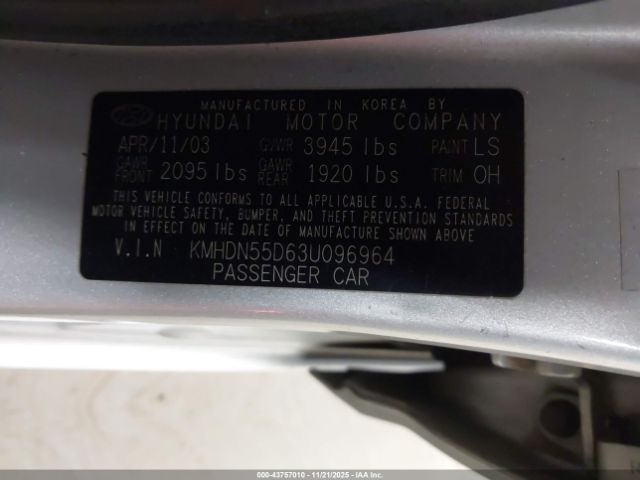 MANUFACTURED IN KOREA BY
HYUNDAI MOTOR COMPANY
APR/11/03 GVWR 3945 lbs PAINT LS
GAWR FRONT 2095 lbs GAWR REAR 1920 lbs TRIM OH
THIS VEHICLE CONFORMS TO ALL APPLICABLE U.S.A. FEDERAL
MOTOR VEHICLE SAFETY, BUMPER, AND THEFT PREVENTION STANDARDS
IN EFFECT ON THE DATE OF MANUFACTURE SHOWN ABOVE
V.I.N KMHDN55D63U096964
PASSENGER CAR
000-43757010 - 11/21/2025 - IAA Inc.